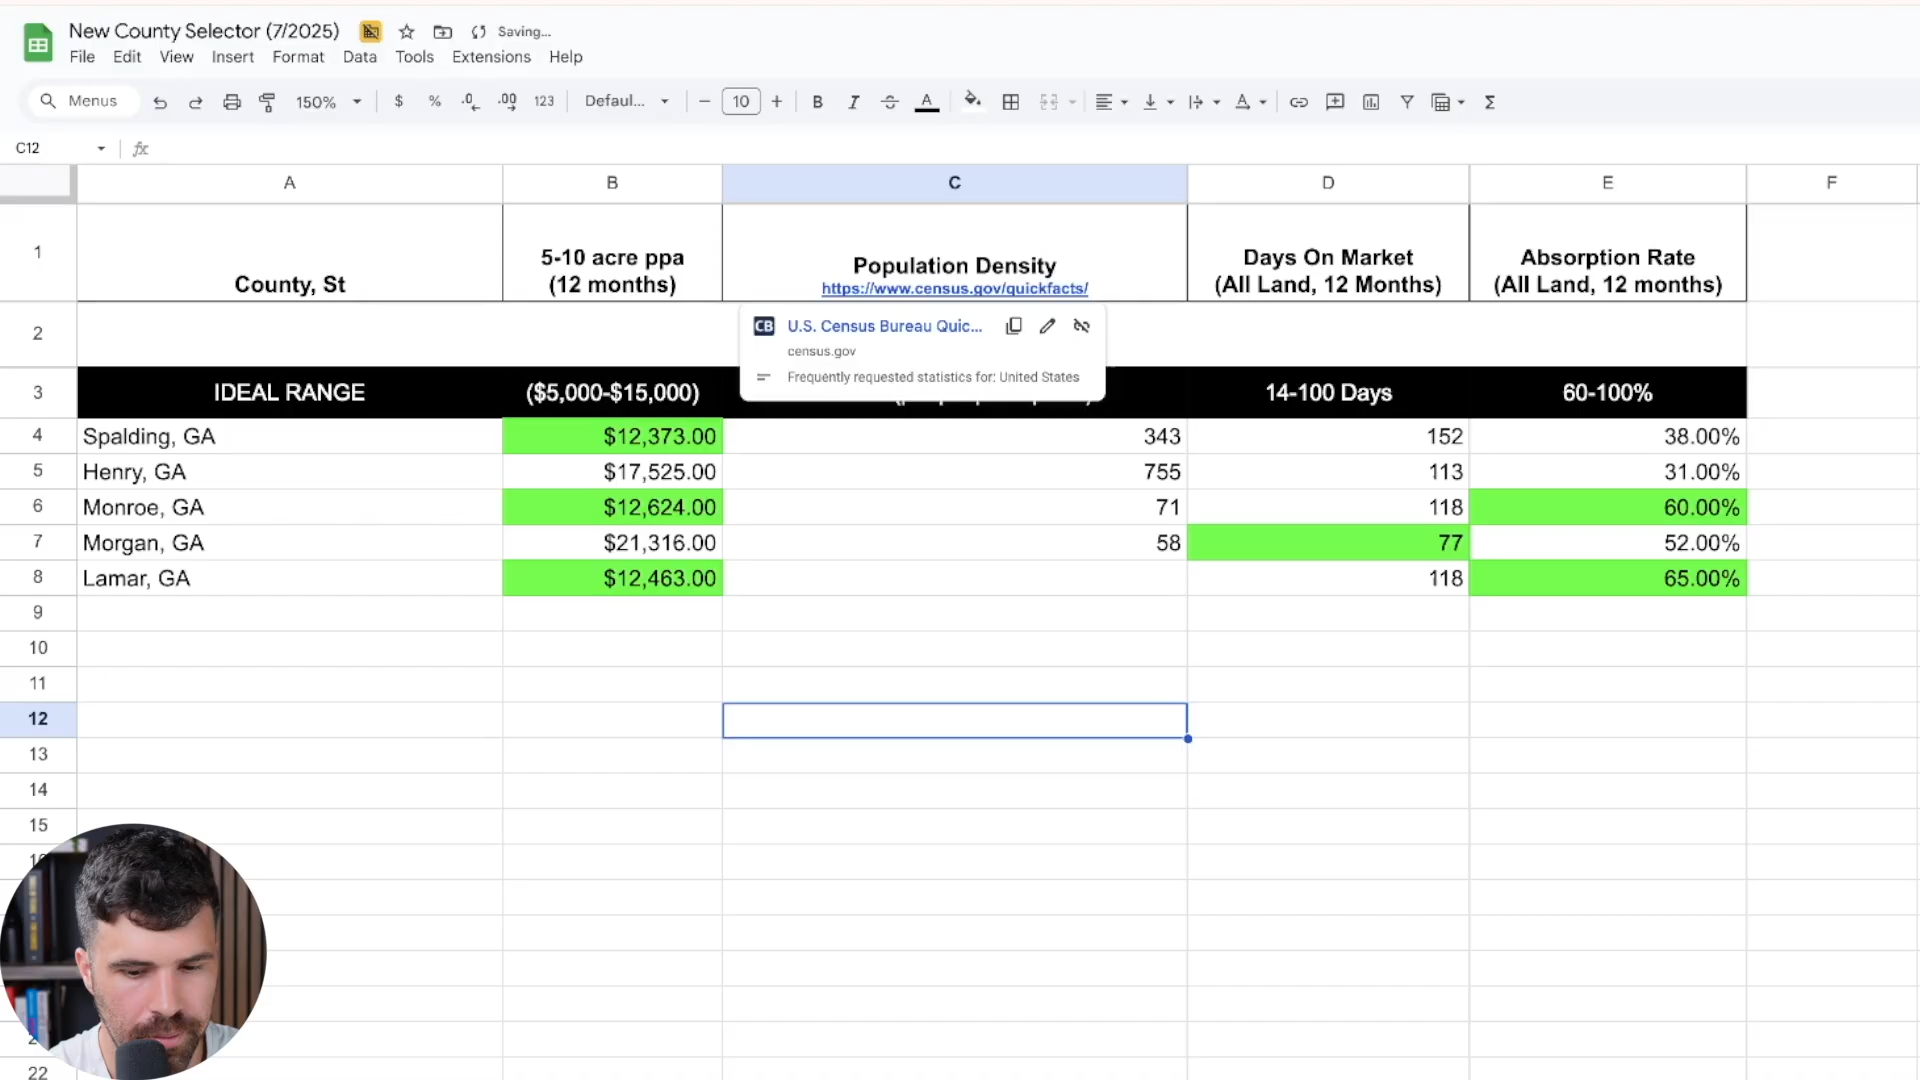 New County Selector (7/2025) Saving...
File Edit View Insert Format Data Tools Extensions Help
Menus 150% $ % .0 .00 123 Defaul... 10 B I S A
C12 fx
A B C D E F
1
County, St
5-10 acre ppa
(12 months)
Population Density
https://www.census.gov/quickfacts/
Days On Market
(All Land, 12 Months)
Absorption Rate
(All Land, 12 months)
2
CB U.S. Census Bureau Quic...
census.gov
Frequently requested statistics for: United States
3 IDEAL RANGE ($5,000-$15,000) 14-100 Days 60-100%
4 Spalding, GA $12,373.00 343 152 38.00%
5 Henry, GA $17,525.00 755 113 31.00%
6 Monroe, GA $12,624.00 71 118 60.00%
7 Morgan, GA $21,316.00 58 77 52.00%
8 Lamar, GA $12,463.00 118 65.00%
9
10
11
12
13
14
15
22